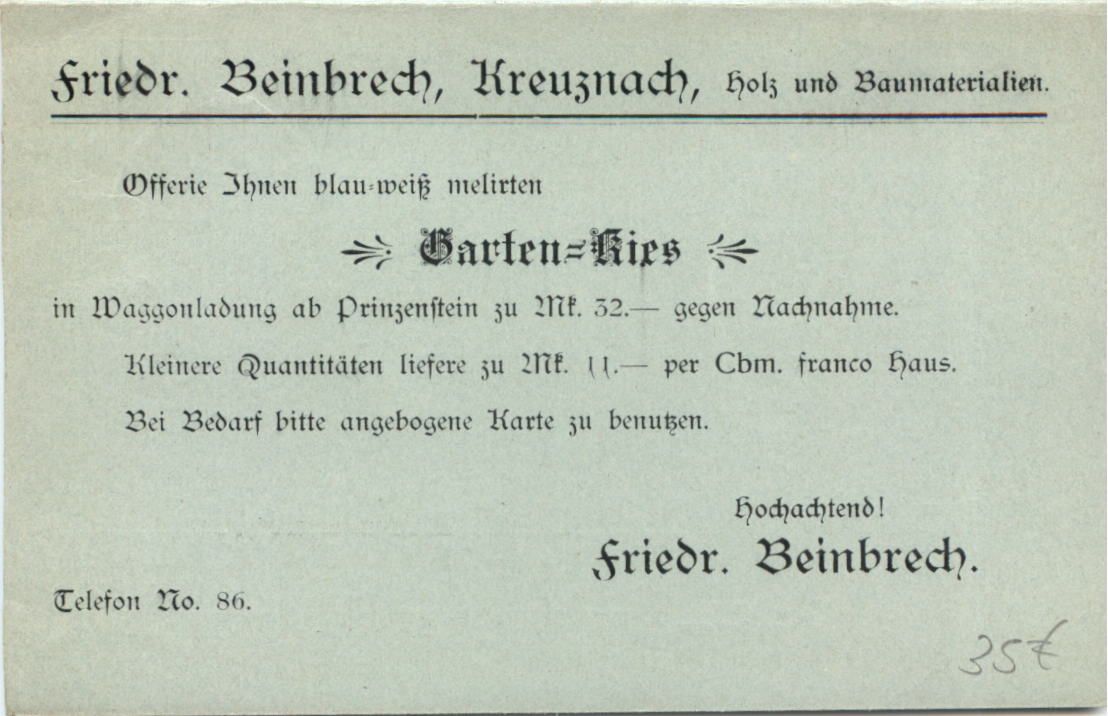 Friedr. Beinbrech, Kreuznach, Holz und Baumaterialien.
Offerie Ihnen blau-weiß melirten
Garten-Kies
in Waggonladung ab Prinzenstein zu Mk. 32.— gegen Nachnahme.
Kleinere Quantitäten liefere zu Mk. 11.— per Cbm. franco Haus.
Bei Bedarf bitte angebogene Karte zu benutzen.
Hochachtend!
Friedr. Beinbrech.
Telefon No. 86.
35€